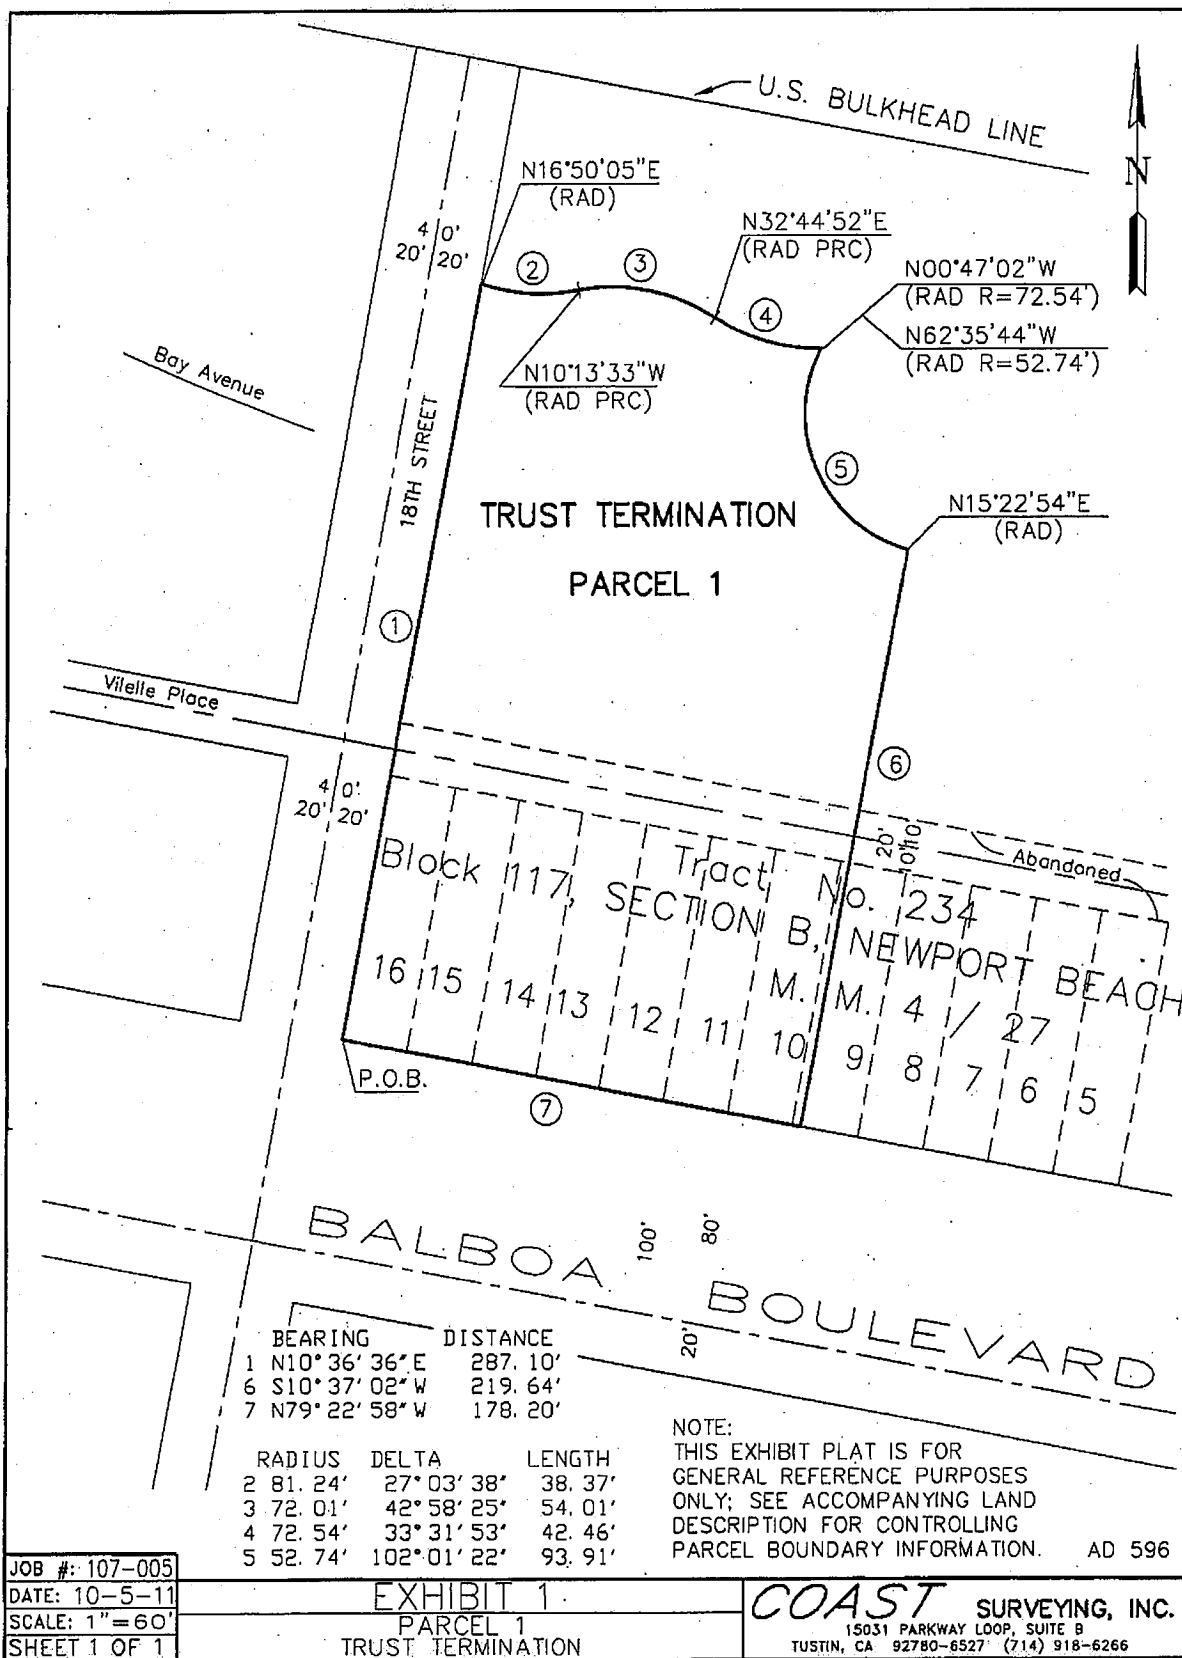 U.S. BULKHEAD LINE
N
N16°50'05"E
(RAD)
N32°44'52"E
(RAD PRC)
N00°47'02"W
(RAD R=72.54')
N62°35'44"W
(RAD R=52.74')
40'
20' 20'
2
3
4
N10°13'33"W
(RAD PRC)
Bay Avenue
18TH STREET
5
N15°22'54"E
(RAD)
TRUST TERMINATION
PARCEL 1
1
Vilelle Place
6
40'
20' 20'
20'
10' 10'
Abandoned
Block 117, Tract No. 234
SECTION B, NEWPORT BEACH
M. M. 4 / 27
16 15 14 13 12 11 10 9 8 7 6 5
P.O.B.
7
BALBOA BOULEVARD
100' 80'
20'
BEARING DISTANCE
1 N10°36'36"E 287.10'
6 S10°37'02"W 219.64'
7 N79°22'58"W 178.20'
RADIUS DELTA LENGTH
2 81.24' 27°03'38" 38.37'
3 72.01' 42°58'25" 54.01'
4 72.54' 33°31'53" 42.46'
5 52.74' 102°01'22" 93.91'
NOTE:
THIS EXHIBIT PLAT IS FOR
GENERAL REFERENCE PURPOSES
ONLY; SEE ACCOMPANYING LAND
DESCRIPTION FOR CONTROLLING
PARCEL BOUNDARY INFORMATION. AD 596
JOB #: 107-005
DATE: 10-5-11
SCALE: 1"=60'
SHEET 1 OF 1
EXHIBIT 1
PARCEL 1
TRUST TERMINATION
COAST SURVEYING, INC.
15031 PARKWAY LOOP, SUITE B
TUSTIN, CA 92780-6527 (714) 918-6266